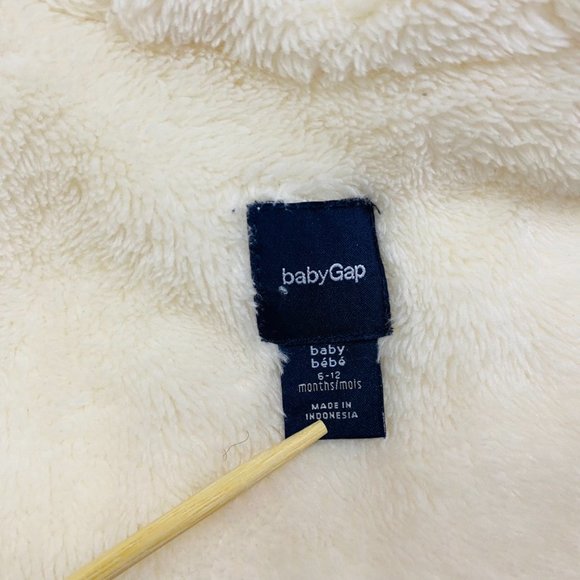 babyGap
baby
bébé
6-12
months/mois
MADE IN
INDONESIA